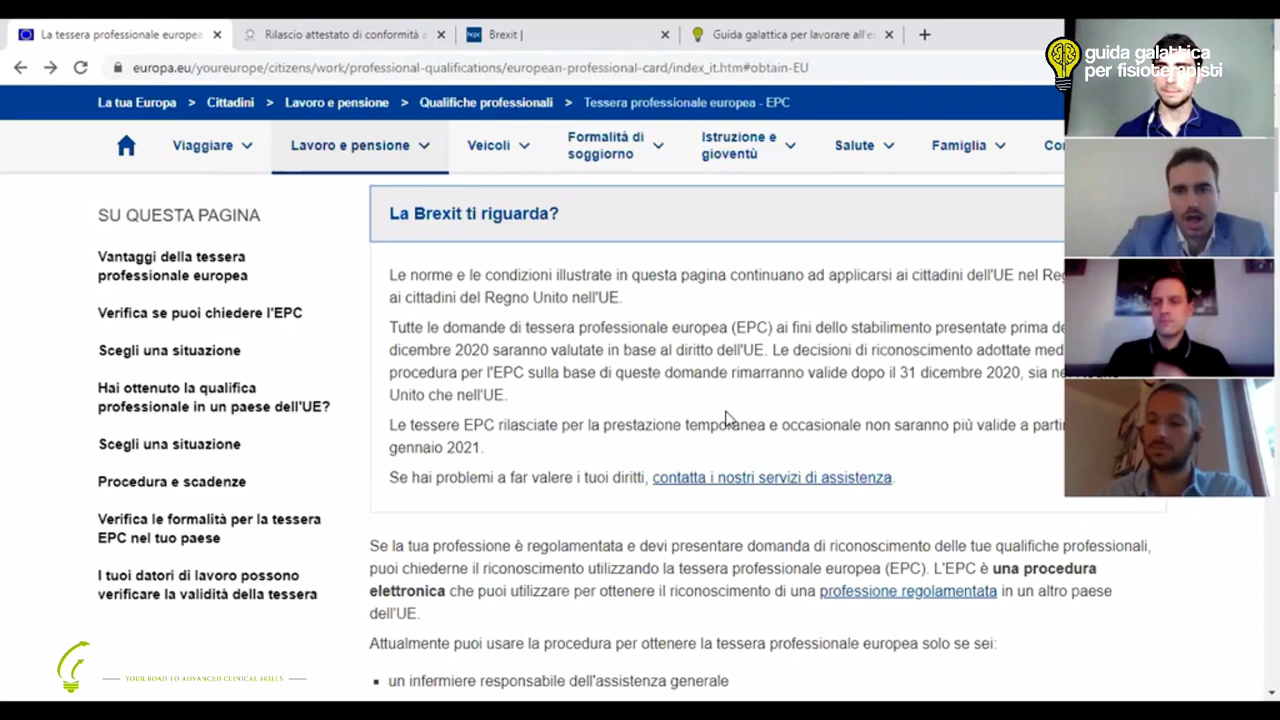 La tessera professionale europea
Rilascio attestato di conformità
Brexit |
Guida galattica per lavorare all'es
europa.eu/youreurope/citizens/work/professional-qualifications/european-professional-card/index_it.htm#obtain-EU
guida galattica
per fisioterapisti
La tua Europa > Cittadini > Lavoro e pensione > Qualifiche professionali > Tessera professionale europea - EPC
Viaggiare
Lavoro e pensione
Veicoli
Formalità di
soggiorno
Istruzione e
gioventù
Salute
Famiglia
SU QUESTA PAGINA
Vantaggi della tessera
professionale europea
Verifica se puoi chiedere l'EPC
Scegli una situazione
Hai ottenuto la qualifica
professionale in un paese dell'UE?
Scegli una situazione
Procedura e scadenze
Verifica le formalità per la tessera
EPC nel tuo paese
I tuoi datori di lavoro possono
verificare la validità della tessera
La Brexit ti riguarda?
Le norme e le condizioni illustrate in questa pagina continuano ad applicarsi ai cittadini dell'UE nel Reg
ai cittadini del Regno Unito nell'UE.
Tutte le domande di tessera professionale europea (EPC) ai fini dello stabilimento presentate prima de
dicembre 2020 saranno valutate in base al diritto dell'UE. Le decisioni di riconoscimento adottate med
procedura per l'EPC sulla base di queste domande rimarranno valide dopo il 31 dicembre 2020, sia nel Regno
Unito che nell'UE.
Le tessere EPC rilasciate per la prestazione temporanea e occasionale non saranno più valide a parti
gennaio 2021.
Se hai problemi a far valere i tuoi diritti, contatta i nostri servizi di assistenza.
Se la tua professione è regolamentata e devi presentare domanda di riconoscimento delle tue qualifiche professionali,
puoi chiederne il riconoscimento utilizzando la tessera professionale europea (EPC). L'EPC è una procedura
elettronica che puoi utilizzare per ottenere il riconoscimento di una professione regolamentata in un altro paese
dell'UE.
Attualmente puoi usare la procedura per ottenere la tessera professionale europea solo se sei:
un infermiere responsabile dell'assistenza generale
YOUR ROAD TO ADVANCED CLINICAL SKILLS